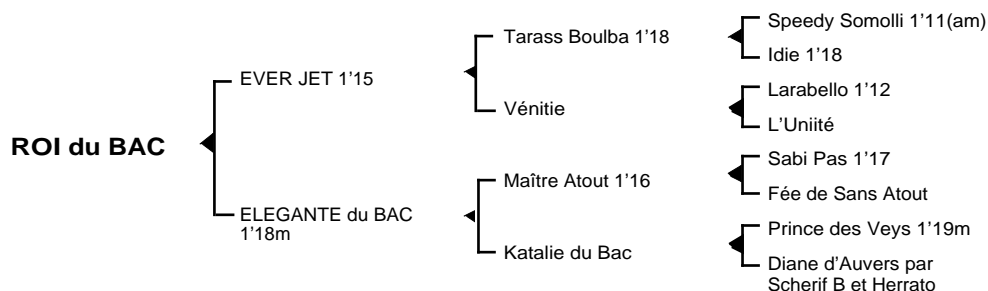 ROI du BAC
EVER JET 1’15
ELEGANTE du BAC
1’18m
Tarass Boulba 1’18
Vénitie
Maître Atout 1’16
Katalie du Bac
Speedy Somolli 1’11(am)
Idie 1’18
Larabello 1’12
L’Uniité
Sabi Pas 1’17
Fée de Sans Atout
Prince des Veys 1’19m
Diane d’Auvers par
Scherif B et Herrato